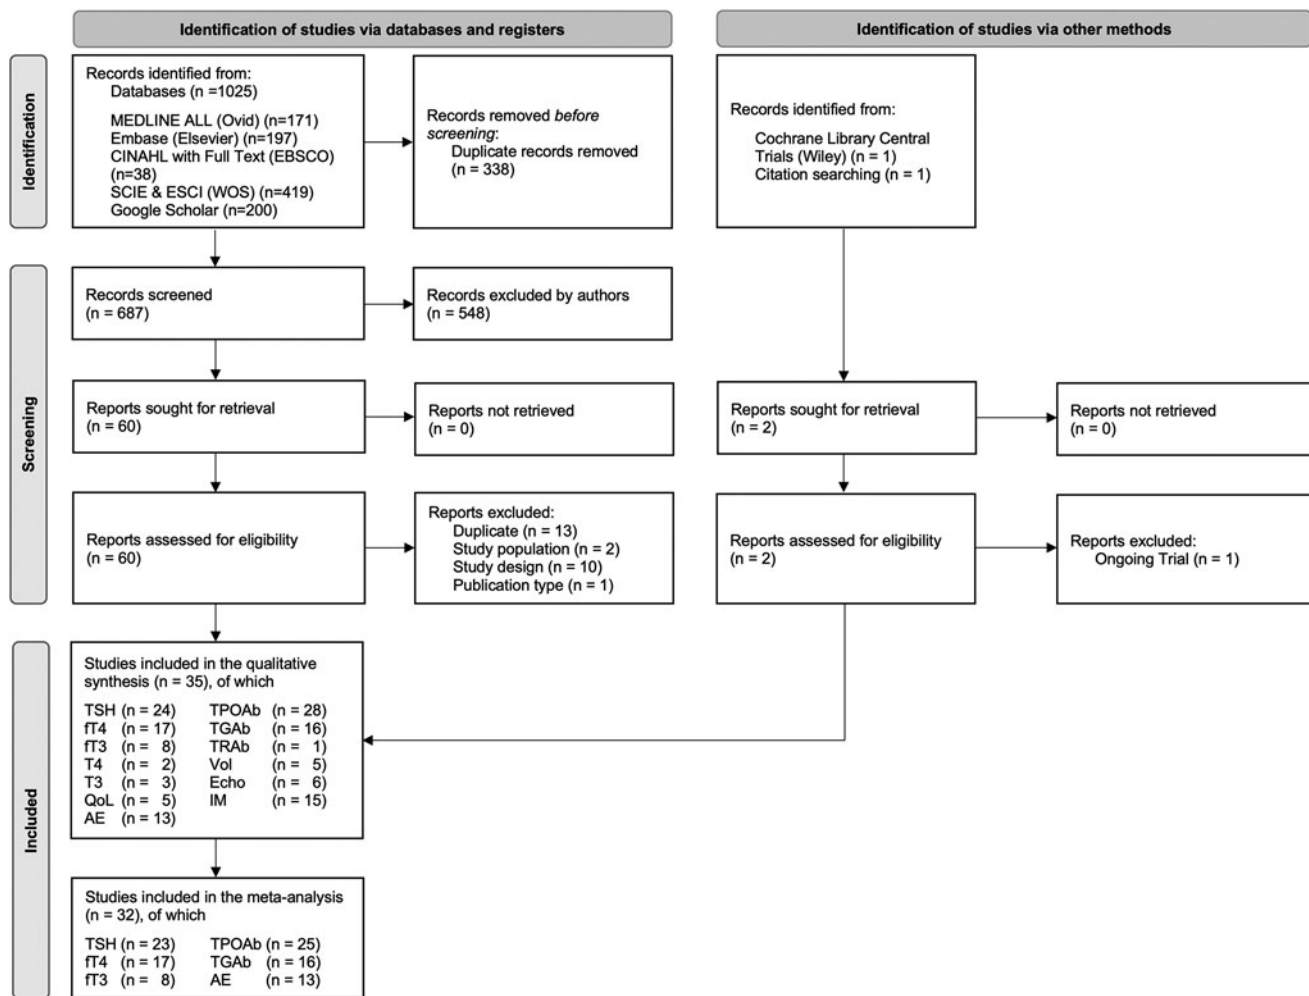 Identification of studies via databases and registers
Identification of studies via other methods
Identification
Records identified from:
Databases (n =1025)
MEDLINE ALL (Ovid) (n=171)
Embase (Elsevier) (n=197)
CINAHL with Full Text (EBSCO)
(n=38)
SCIE & ESCI (WOS) (n=419)
Google Scholar (n=200)
Records removed before
screening:
Duplicate records removed
(n = 338)
Records identified from:
Cochrane Library Central
Trials (Wiley) (n = 1)
Citation searching (n = 1)
Screening
Records screened
(n = 687)
Records excluded by authors
(n = 548)
Reports sought for retrieval
(n = 60)
Reports not retrieved
(n = 0)
Reports sought for retrieval
(n = 2)
Reports not retrieved
(n = 0)
Reports assessed for eligibility
(n = 60)
Reports excluded:
Duplicate (n = 13)
Study population (n = 2)
Study design (n = 10)
Publication type (n = 1)
Reports assessed for eligibility
(n = 2)
Reports excluded:
Ongoing Trial (n = 1)
Included
Studies included in the qualitative
synthesis (n = 35), of which
TSH (n = 24) TPOAb (n = 28)
fT4 (n = 17) TGAb (n = 16)
fT3 (n = 8) TRAb (n = 1)
T4 (n = 2) Vol (n = 5)
T3 (n = 3) Echo (n = 6)
QoL (n = 5) IM (n = 15)
AE (n = 13)
Studies included in the meta-analysis
(n = 32), of which
TSH (n = 23) TPOAb (n = 25)
fT4 (n = 17) TGAb (n = 16)
fT3 (n = 8) AE (n = 13)